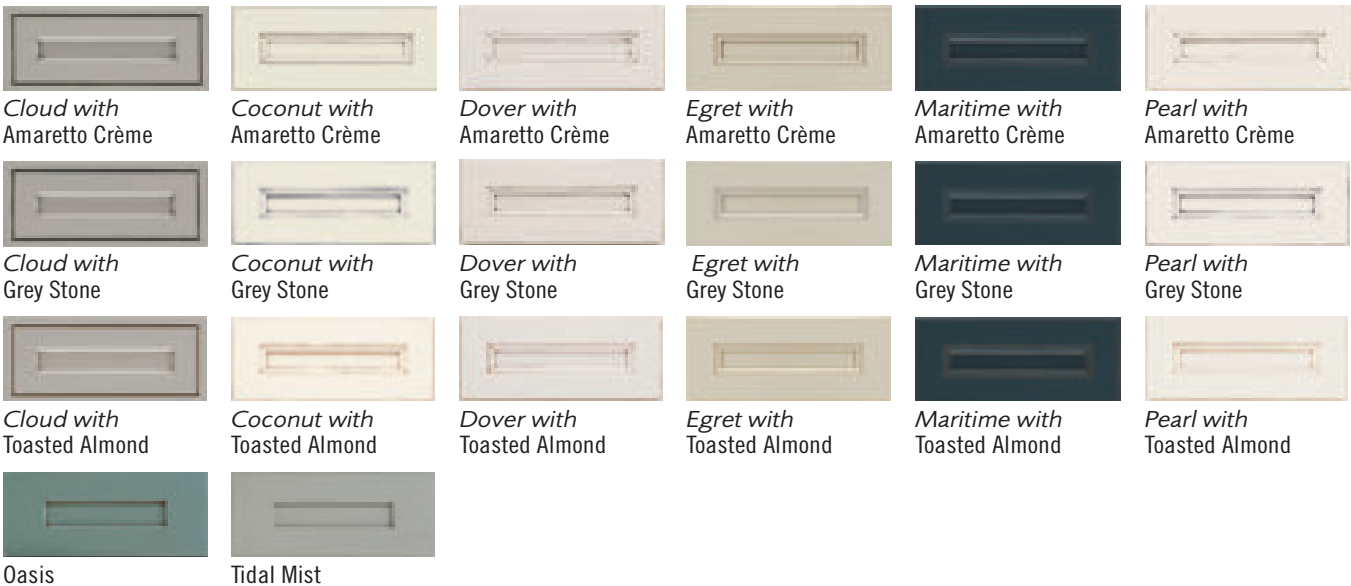 Cloud with
Amaretto Crème
Coconut with
Amaretto Crème
Dover with
Amaretto Crème
Egret with
Amaretto Crème
Maritime with
Amaretto Crème
Pearl with
Amaretto Crème
Cloud with
Grey Stone
Coconut with
Grey Stone
Dover with
Grey Stone
Egret with
Grey Stone
Maritime with
Grey Stone
Pearl with
Grey Stone
Cloud with
Toasted Almond
Coconut with
Toasted Almond
Dover with
Toasted Almond
Egret with
Toasted Almond
Maritime with
Toasted Almond
Pearl with
Toasted Almond
Oasis
Tidal Mist